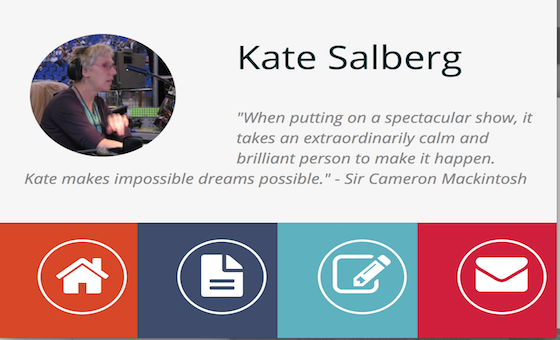 Kate Salberg
"When putting on a spectacular show, it
takes an extraordinarily calm and
brilliant person to make it happen.
Kate makes impossible dreams possible." - Sir Cameron Mackintosh